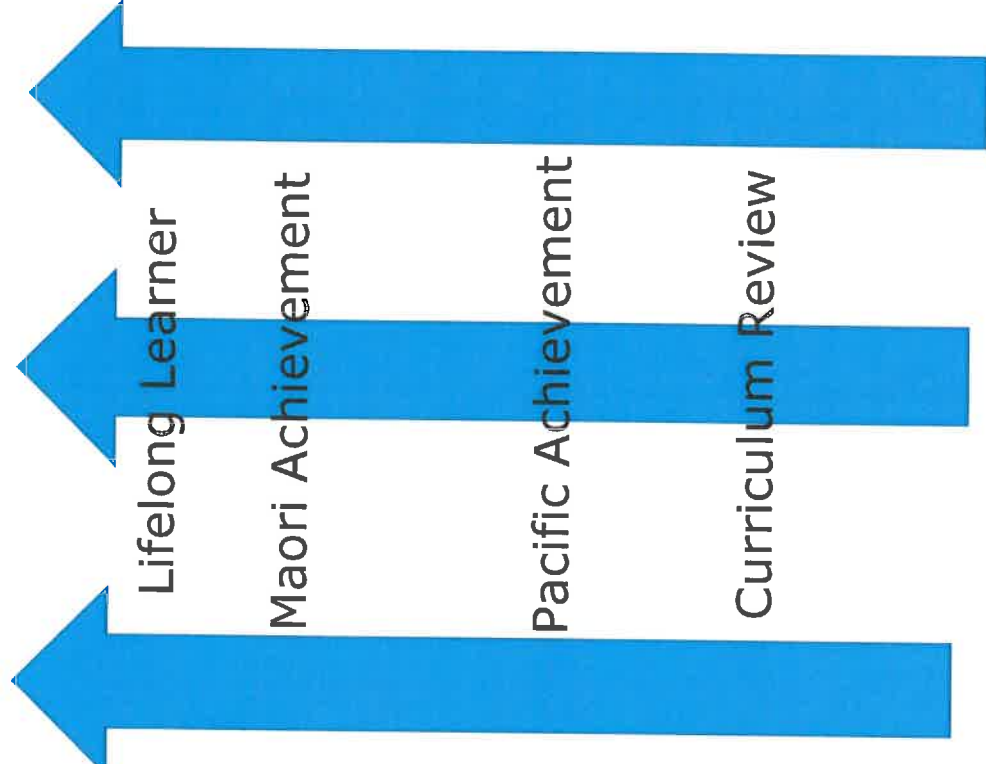 Lifelong Learner
Maori Achievement
Pacific Achievement
Curriculum Review